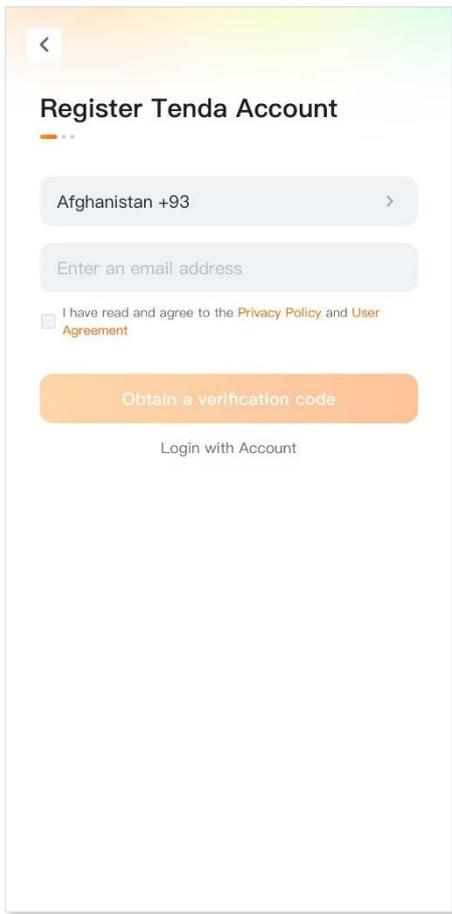 Register Tenda Account
Afghanistan +93
Enter an email address
I have read and agree to the Privacy Policy and User
Agreement
Obtain a verification code
Login with Account